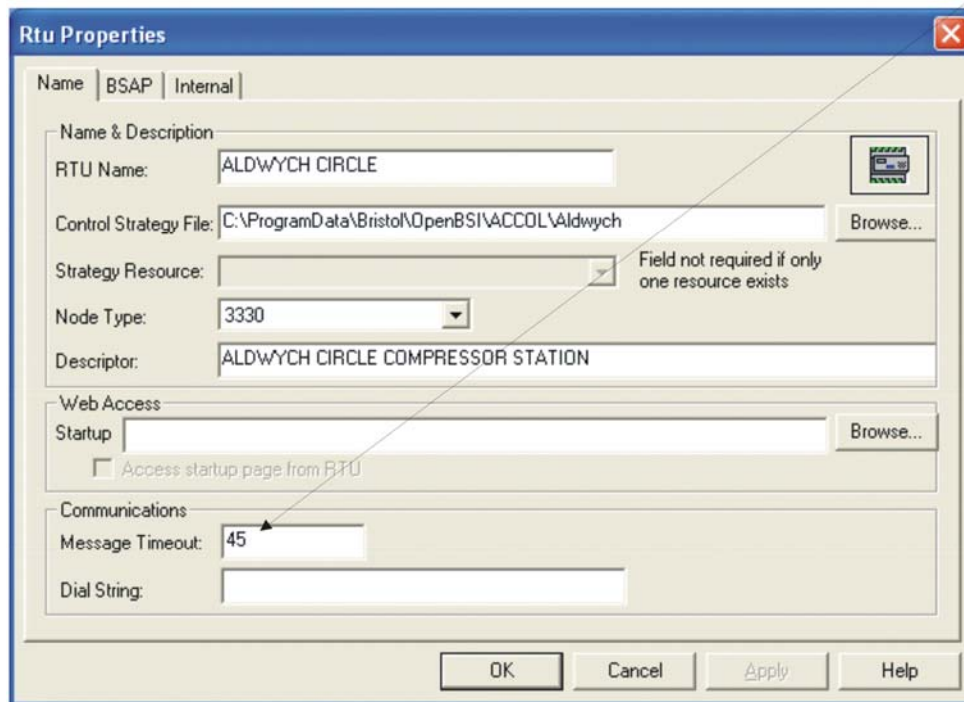 Rtu Properties
Name BSAP Internal
Name & Description
RTU Name: ALDWYCH CIRCLE
Control Strategy File: C:\ProgramData\Bristol\OpenBSI\ACCOL\Aldwych Browse...
Strategy Resource: Field not required if only
one resource exists
Node Type: 3330
Descriptor: ALDWYCH CIRCLE COMPRESSOR STATION
Web Access
Startup Browse...
Access startup page from RTU
Communications
Message Timeout: 45
Dial String:
OK Cancel Apply Help